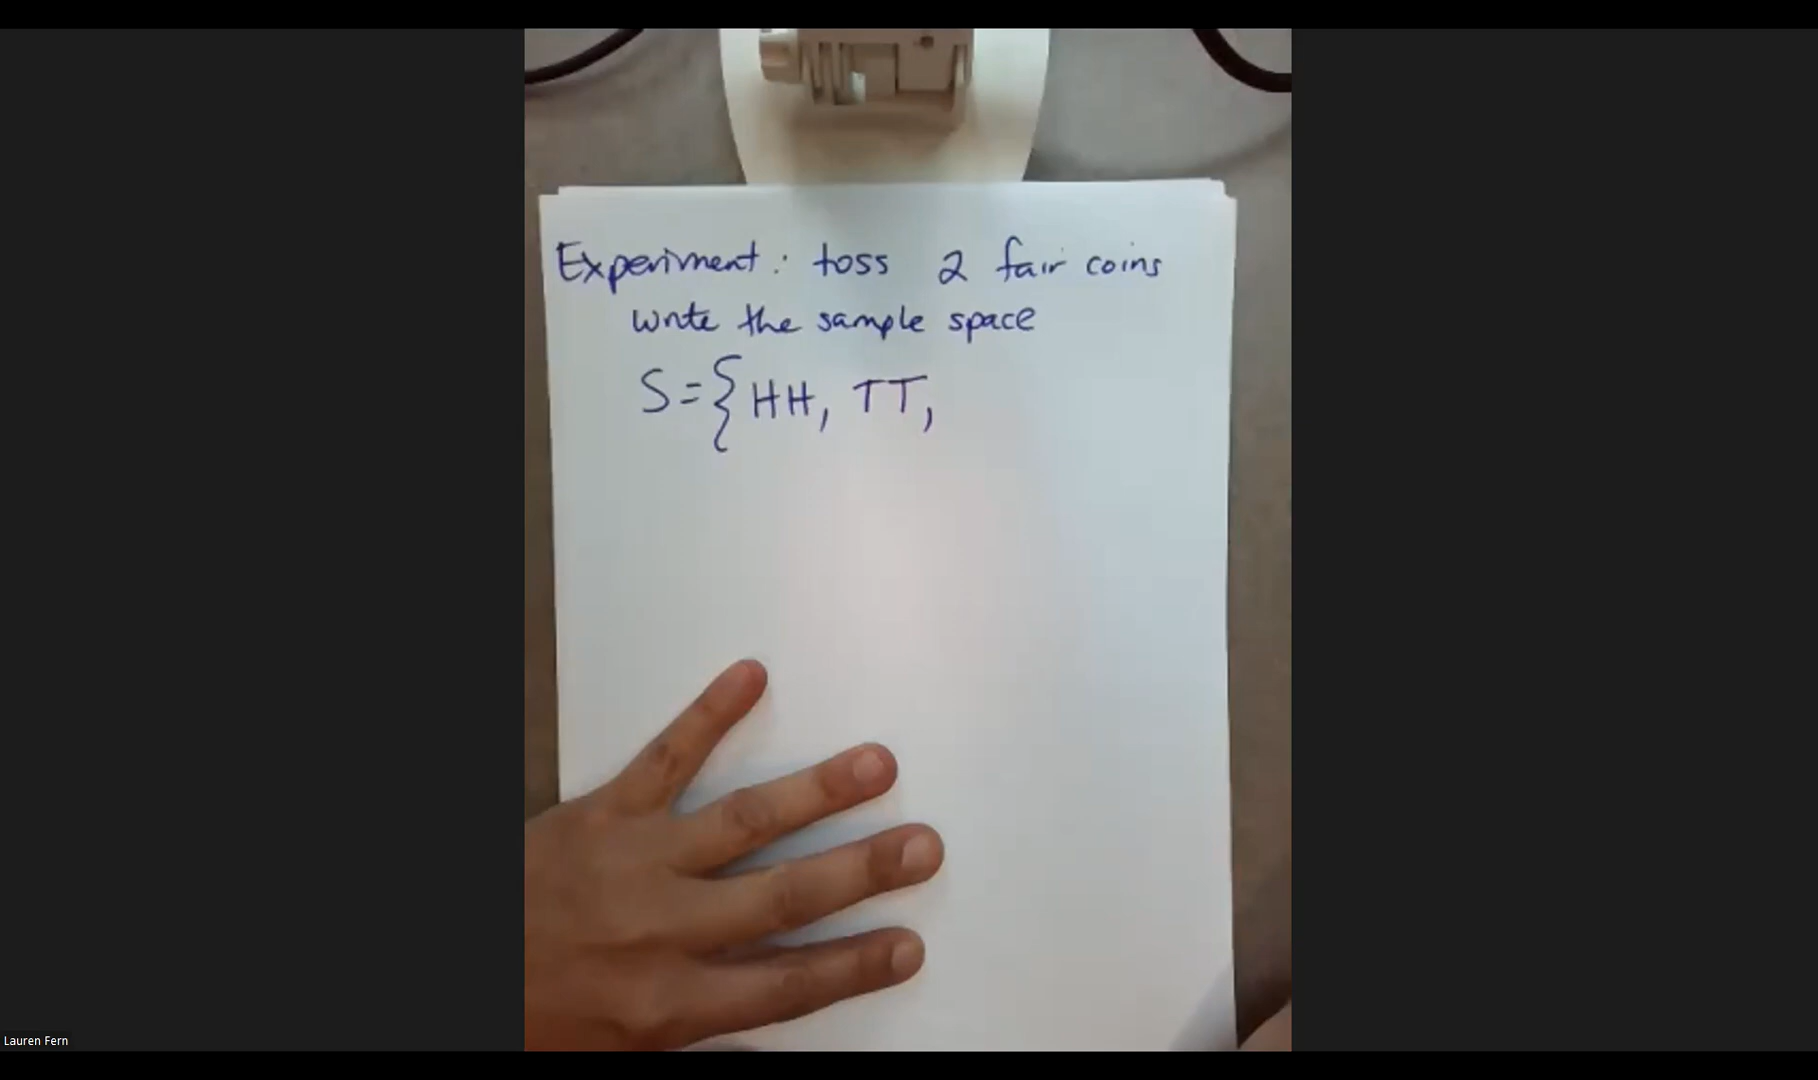 Experiment: toss 2 fair coins
write the sample space
S={HH, TT,
Lauren Fern